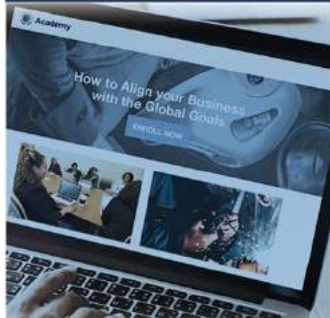 Academy
How to Align your Business
with the Global Goals
ENROLL NOW